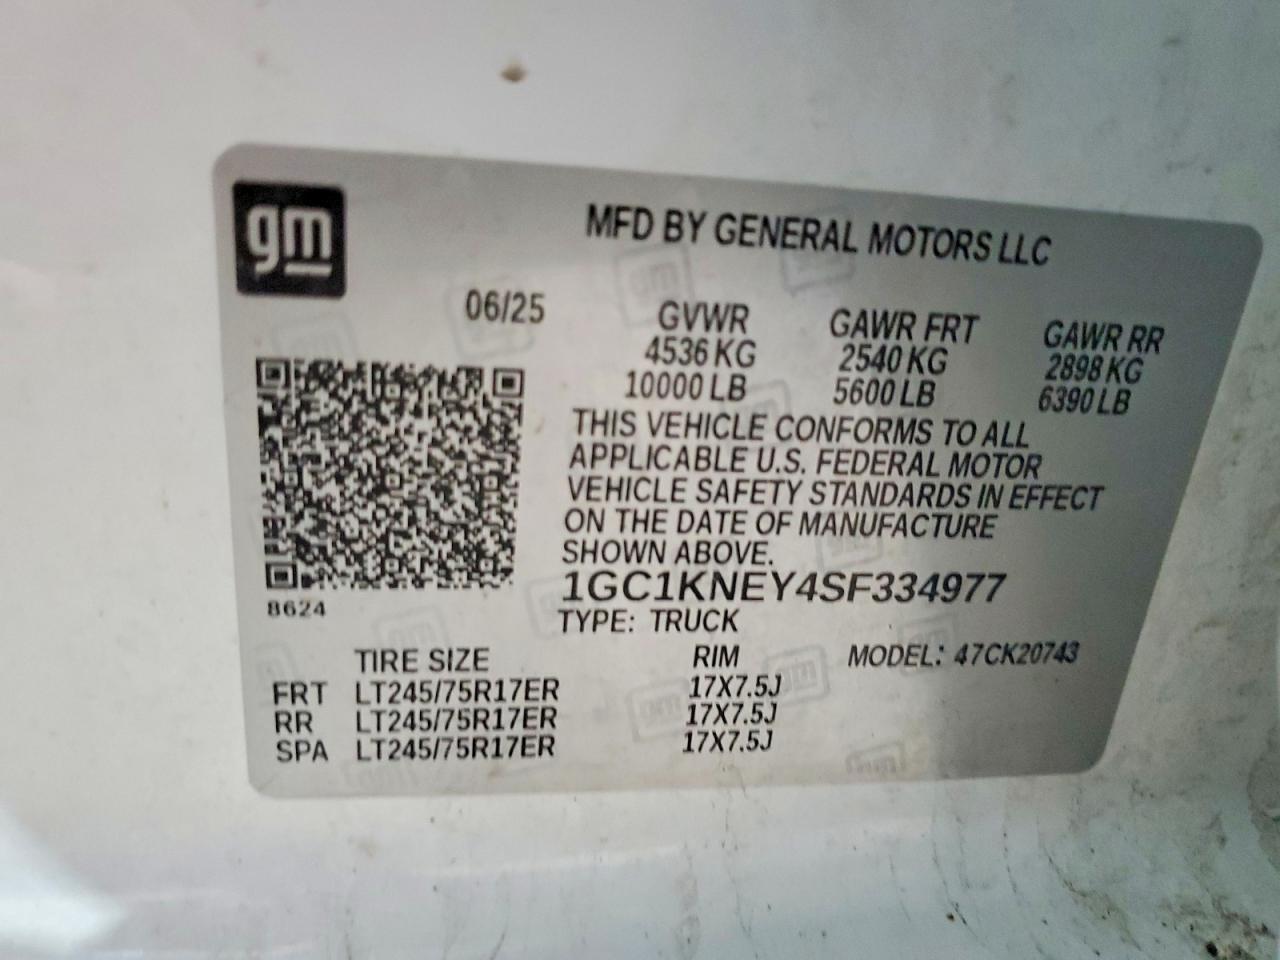 gm
MFD BY GENERAL MOTORS LLC
06/25
GVWR GAWR FRT GAWR RR
4536 KG 2540 KG 2898 KG
10000 LB 5600 LB 6390 LB
THIS VEHICLE CONFORMS TO ALL
APPLICABLE U.S. FEDERAL MOTOR
VEHICLE SAFETY STANDARDS IN EFFECT
ON THE DATE OF MANUFACTURE
SHOWN ABOVE.
1GC1KNEY4SF334977
8624
TYPE: TRUCK
TIRE SIZE RIM MODEL: 47CK20743
FRT LT245/75R17ER 17X7.5J
RR LT245/75R17ER 17X7.5J
SPA LT245/75R17ER 17X7.5J